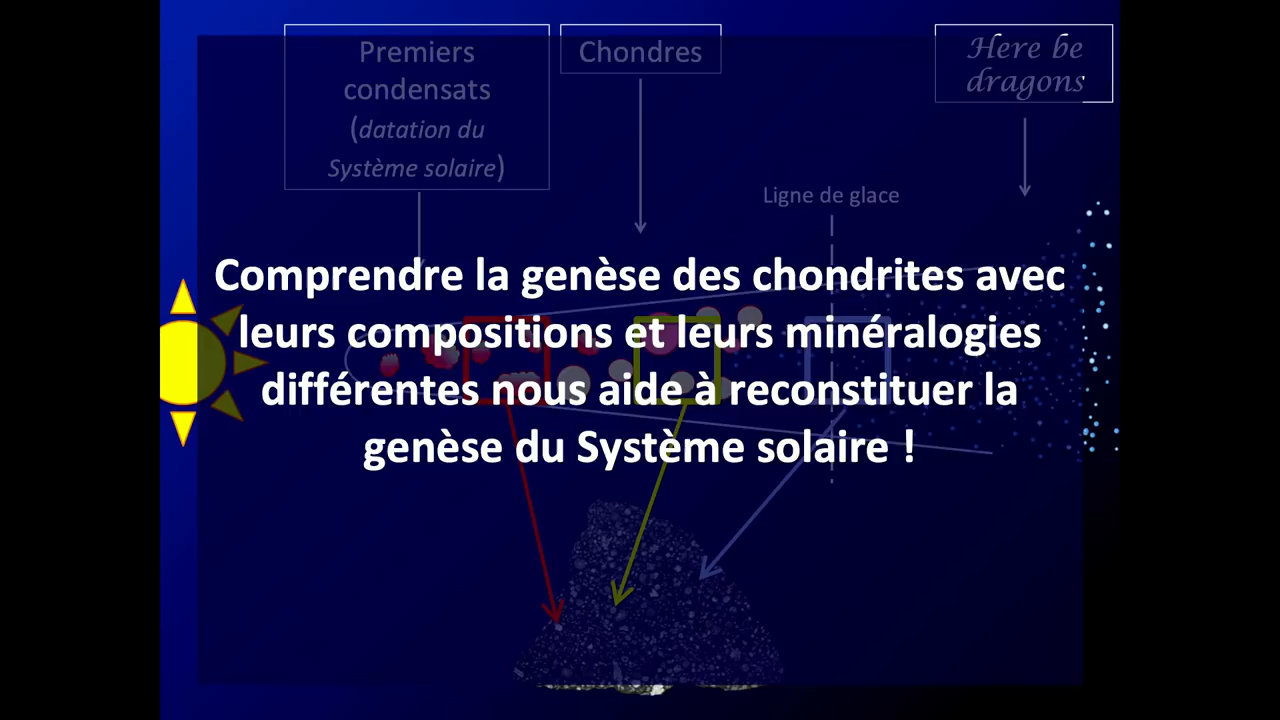 Premiers
condensats
(datation du
Système solaire)
Chondres
Here be
dragons
Ligne de glace
Comprendre la genèse des chondrites avec
leurs compositions et leurs minéralogies
différentes nous aide à reconstituer la
genèse du Système solaire !